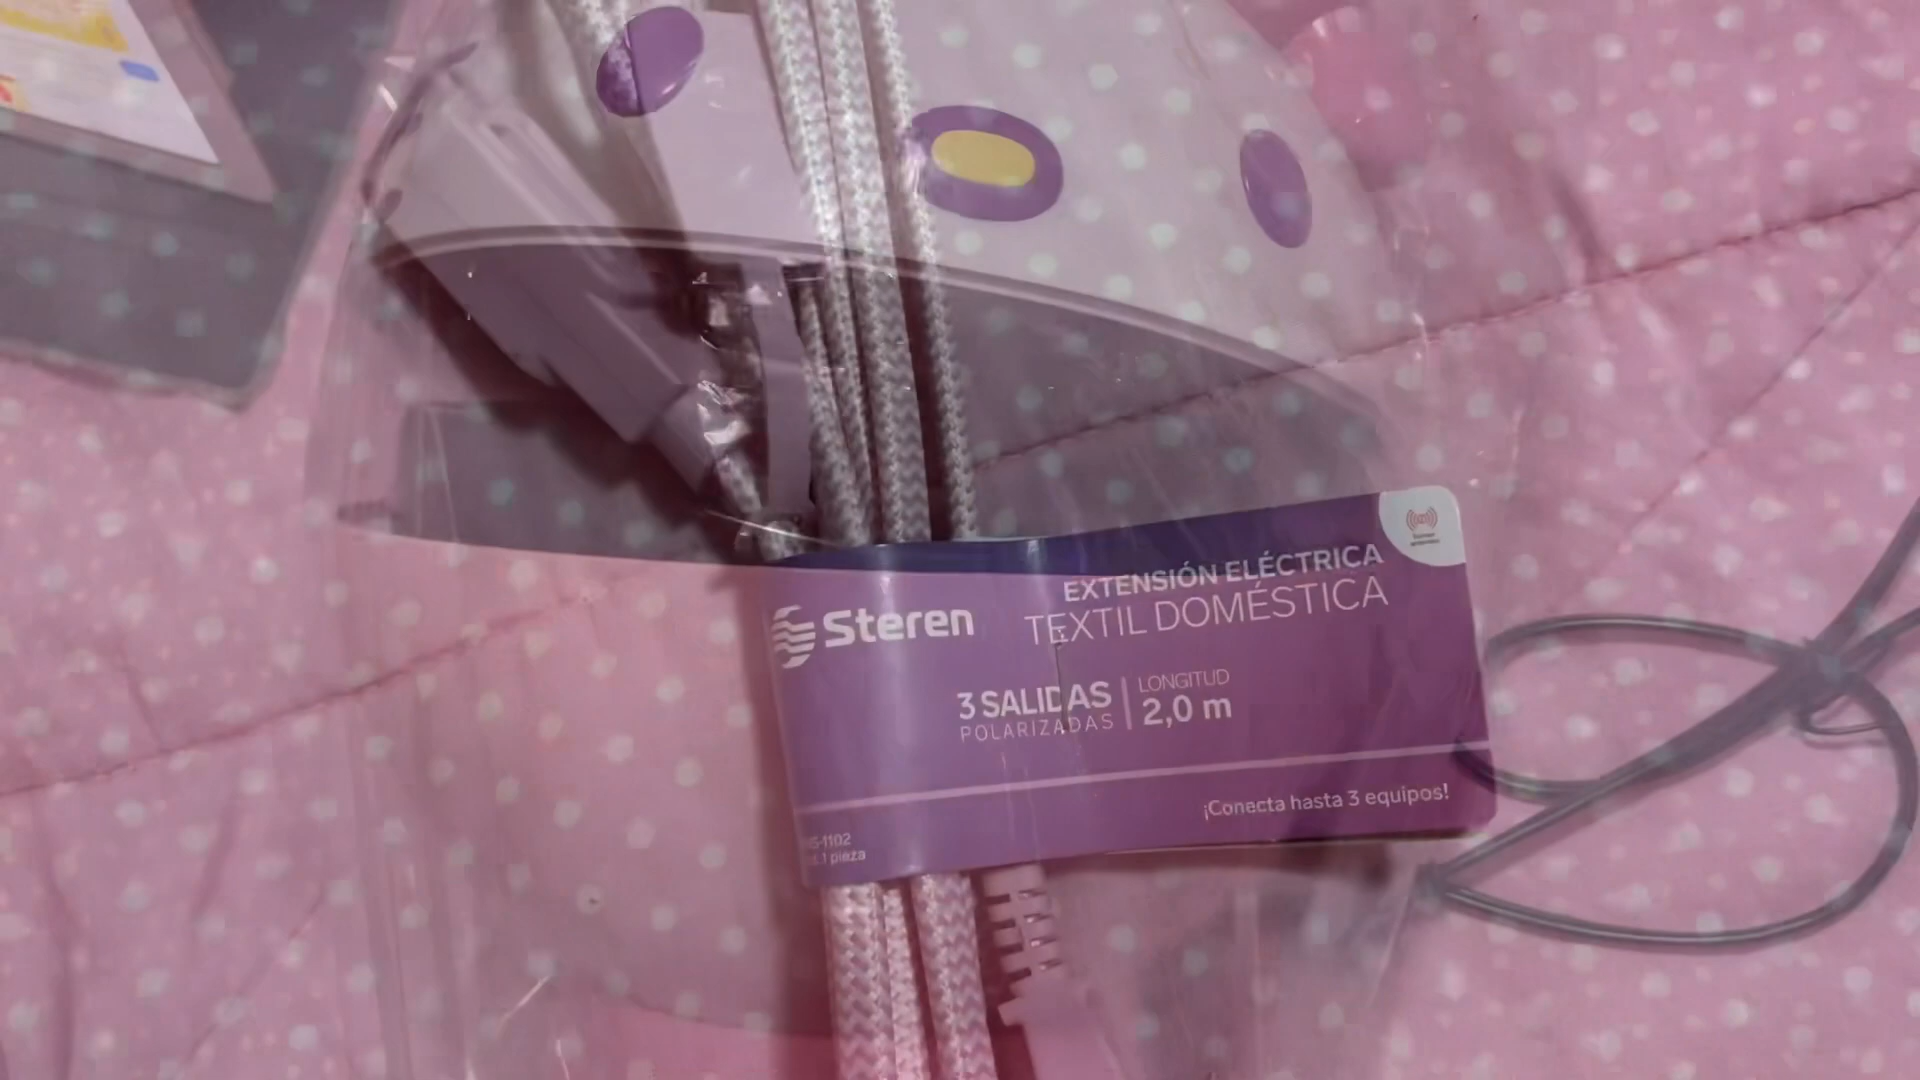 Steren
EXTENSIÓN ELÉCTRICA
TEXTIL DOMÉSTICA
3 SALIDAS
POLARIZADAS
LONGITUD
2,0 m
¡Conecta hasta 3 equipos!
1 pieza